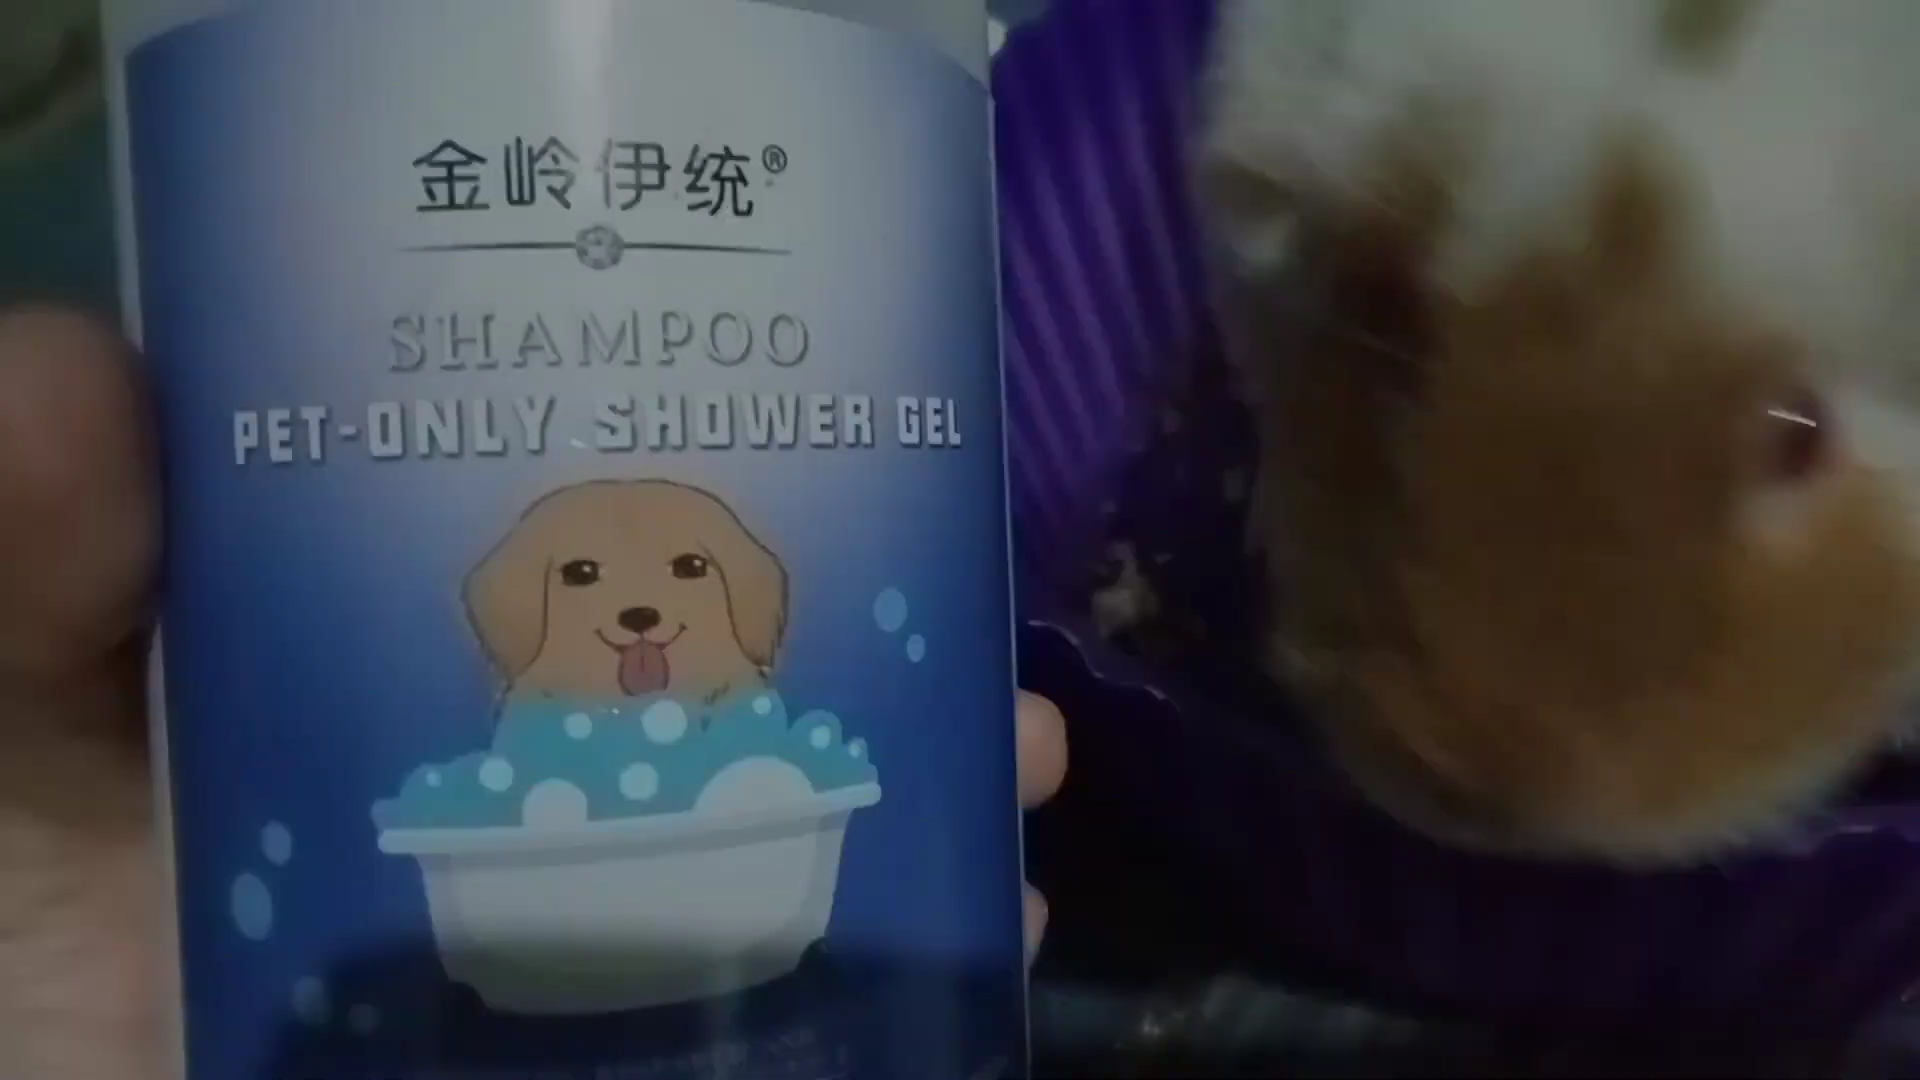 金岭伊统®
SHAMPOO
PET-ONLY SHOWER GEL